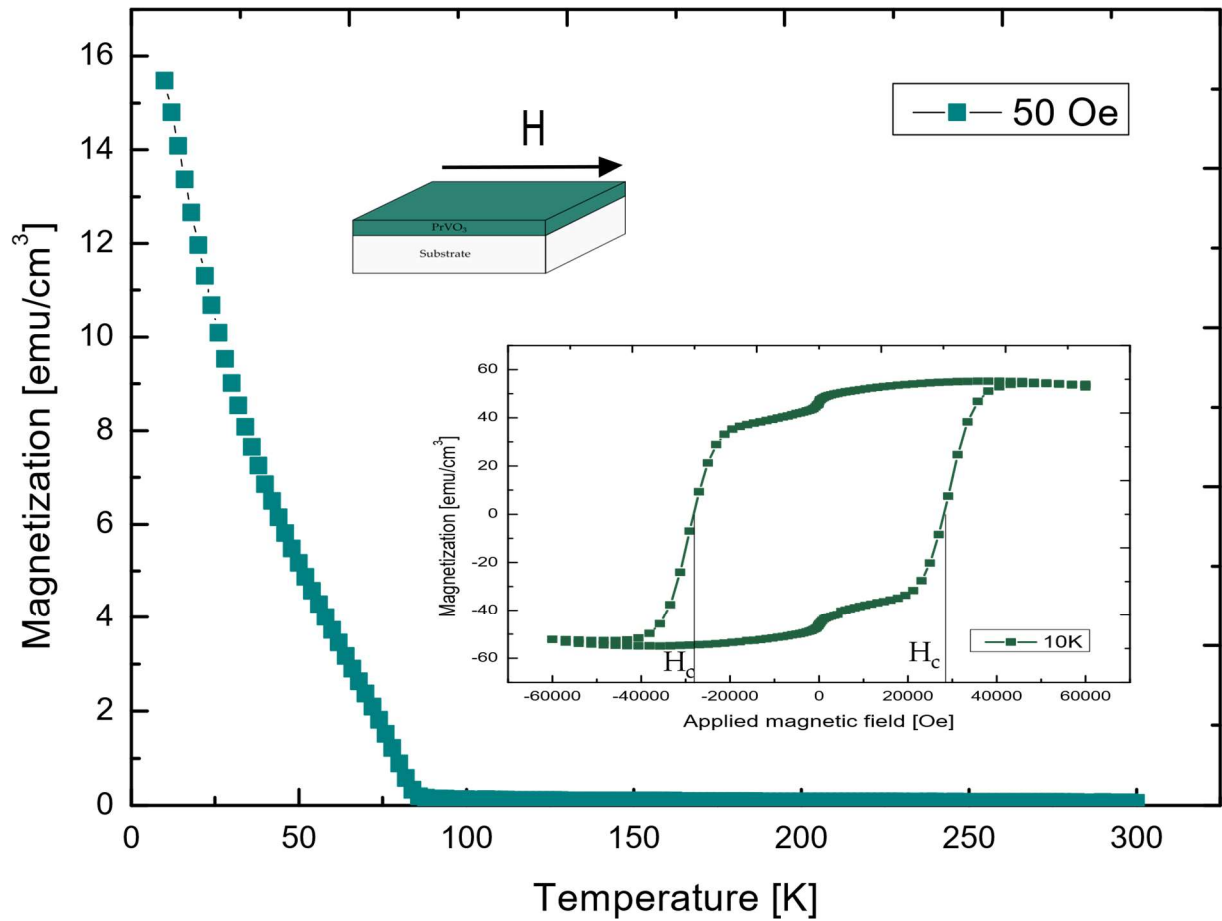 16
14
12
10
8
6
4
2
0
Magnetization [emu/cm³]
0 50 100 150 200 250 300
Temperature [K]
50 Oe
H
PrVO₃
Substrate
60
40
20
0
-20
-40
-60
Magnetization [emu/cm³]
H_c
H_c
10K
-60000 -40000 -20000 0 20000 40000 60000
Applied magnetic field [Oe]